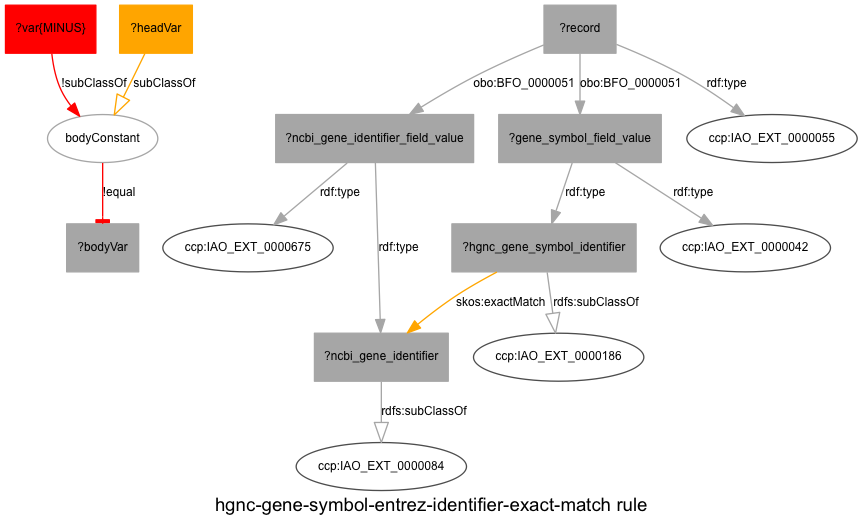 ?var{MINUS}
?headVar
?record
!subClassOf
subClassOf
obo:BFO_0000051
obo:BFO_0000051
rdf:type
bodyConstant
?ncbi_gene_identifier_field_value
?gene_symbol_field_value
ccp:IAO_EXT_0000055
!equal
rdf:type
rdf:type
rdf:type
rdf:type
?bodyVar
ccp:IAO_EXT_0000675
?hgnc_gene_symbol_identifier
ccp:IAO_EXT_0000042
skos:exactMatch
rdfs:subClassOf
?ncbi_gene_identifier
ccp:IAO_EXT_0000186
rdfs:subClassOf
ccp:IAO_EXT_0000084
hgnc-gene-symbol-entrez-identifier-exact-match rule